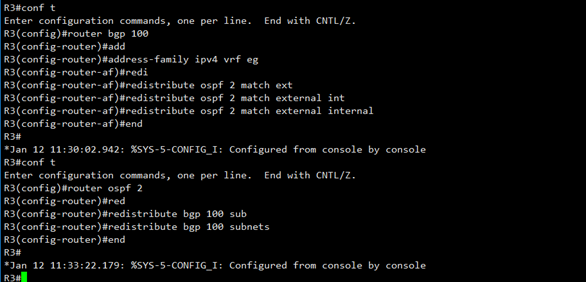 R3#conf t
Enter configuration commands, one per line.  End with CNTL/Z.
R3(config)#router bgp 100
R3(config-router)#add
R3(config-router)#address-family ipv4 vrf eg
R3(config-router-af)#redi
R3(config-router-af)#redistribute ospf 2 match ext
R3(config-router-af)#redistribute ospf 2 match external int
R3(config-router-af)#redistribute ospf 2 match external internal
R3(config-router-af)#end
R3#
*Jan 12 11:30:02.942: %SYS-5-CONFIG_I: Configured from console by console
R3#conf t
Enter configuration commands, one per line.  End with CNTL/Z.
R3(config)#router ospf 2
R3(config-router)#red
R3(config-router)#redistribute bgp 100 sub
R3(config-router)#redistribute bgp 100 subnets
R3(config-router)#end
R3#
*Jan 12 11:33:22.179: %SYS-5-CONFIG_I: Configured from console by console
R3#